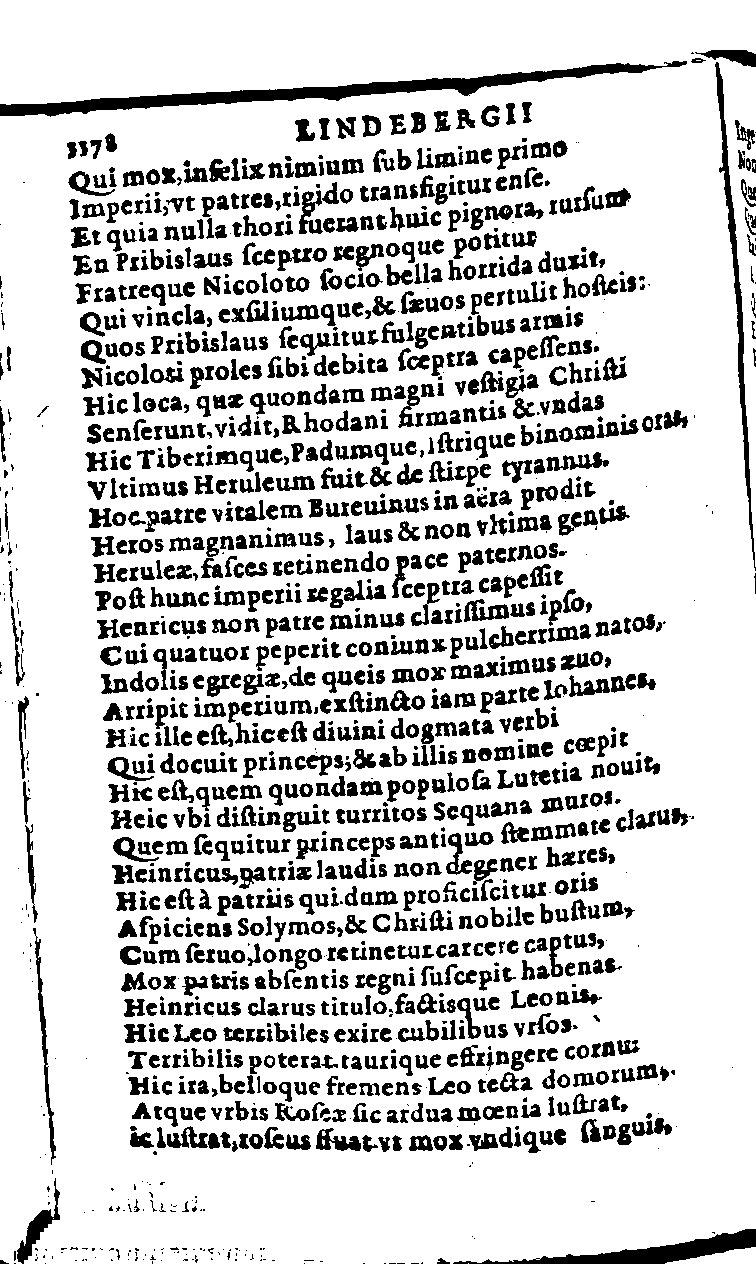 3378 LINDEBERGII
Qui mox, infelix nimium ſub limine primo
Imperii, vt patres, rigido transfigitur enſe.
Et quia nulla thori fuerant huic pignora, rurſum
En Pribislaus ſceptro regnoque potitur
Fratreque Nicoloto ſocio bella horrida duxit,
Qui vincla, exſiliumque, & ſæuos pertulit hoſteis:
Quos Pribislaus ſequitur fulgentibus armis
Nicoloti proles ſibi debita ſceptra capeſſens.
Hic loca, quæ quondam magni veſtigia Chriſti
Senſerunt, vidit, Rhodani firmantis & vndas
Hic Tiberimque, Padumque, Iſtrique binominis oras,
Vltimus Heruleum fuit & de ſtirpe tyrannus.
Hoc patre vitalem Bureuinus in aëra prodit
Heros magnanimus, laus & non vltima gentis
Heruleæ, faſces retinendo pace paternos.
Poſt hunc imperii regalia ſceptra capeſſit
Henricus non patre minus clariſſimus ipſo,
Cui quatuor peperit coniunx pulcherrima natos,
Indolis egregiæ, de queis mox maximus æuo,
Arripit imperium, exſtincto iam parte Iohannes,
Hic ille eſt, hic eſt diuini dogmata verbi
Qui docuit princeps; & ab illis nomine cœpit
Hic eſt, quem quondam populoſa Lutetia nouit,
Heic vbi diſtinguit turritos Sequana muros.
Quem ſequitur princeps antiquo ſtemmate clarus,
Heinricus, patriæ laudis non degener hæres,
Hic eſt à patriis qui dum proficiſcitur oris
Aſpiciens Solymos, & Chriſti nobile buſtum,
Cum ſeruo, longo retinetur carcere captus,
Mox patris abſentis regni ſuſcepit habenas
Heinricus clarus titulo, factisque Leonis,
Hic Leo terribiles exire cubilibus vrſos.
Terribilis poterat taurique effringere cornu:
Hic ira, belloque fremens Leo tecta domorum,
Atque vrbis Roſeæ ſic ardua mœnia luſtrat,
ic luſtrat, roſeus ffuat vt mox vndique ſanguis,